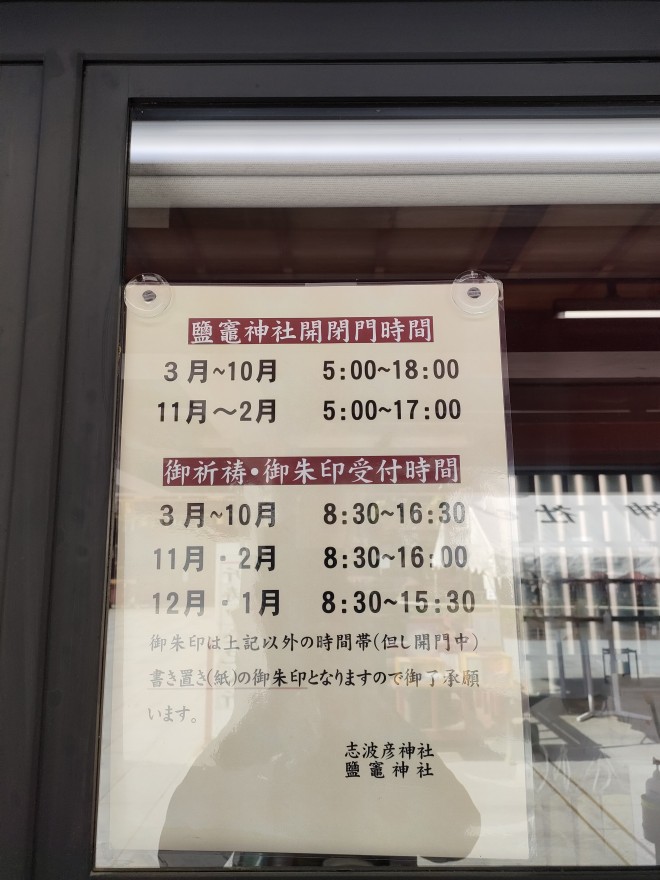 鹽竈神社開閉門時間
3月~10月 5:00~18:00
11月~2月 5:00~17:00
御祈祷・御朱印受付時間
3月~10月 8:30~16:30
11月・2月 8:30~16:00
12月・1月 8:30~15:30
御朱印は上記以外の時間帯(但し開門中)
書き置き(紙)の御朱印となりますので御了承願
います。
志波彦神社
鹽竈神社